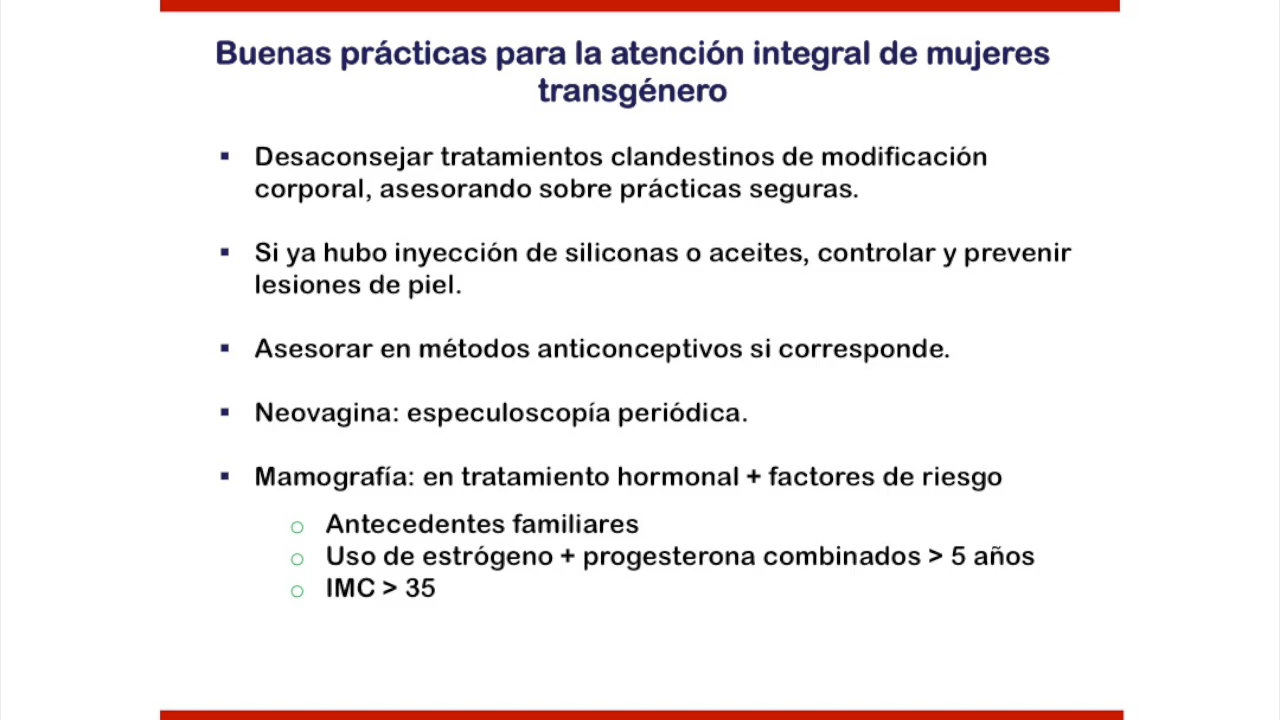 Buenas prácticas para la atención integral de mujeres
transgénero
▪ Desaconsejar tratamientos clandestinos de modificación
corporal, asesorando sobre prácticas seguras.
▪ Si ya hubo inyección de siliconas o aceites, controlar y prevenir
lesiones de piel.
▪ Asesorar en métodos anticonceptivos si corresponde.
▪ Neovagina: especuloscopía periódica.
▪ Mamografía: en tratamiento hormonal + factores de riesgo
o Antecedentes familiares
o Uso de estrógeno + progesterona combinados > 5 años
o IMC > 35